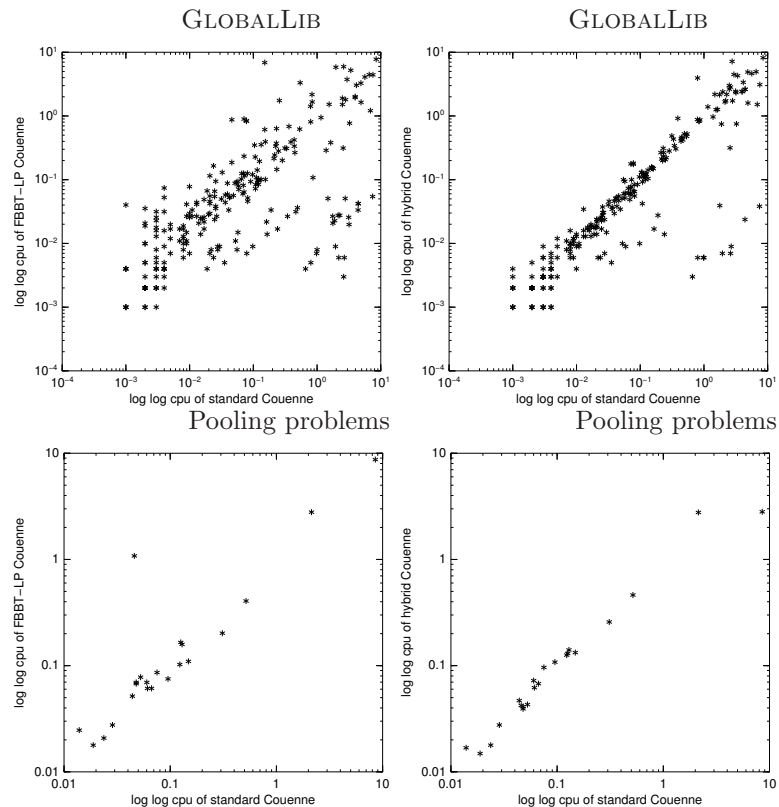 GLOBALLIB
10^1
10^0
10^−1
10^−2
10^−3
10^−4
10^−4 10^−3 10^−2 10^−1 10^0 10^1
log log cpu of FBBT−LP Couenne
log log cpu of standard Couenne
GLOBALLIB
10^1
10^0
10^−1
10^−2
10^−3
10^−4
10^−4 10^−3 10^−2 10^−1 10^0 10^1
log log cpu of hybrid Couenne
log log cpu of standard Couenne
Pooling problems
10
1
0.1
0.01
0.01 0.1 1 10
log log cpu of FBBT−LP Couenne
log log cpu of standard Couenne
Pooling problems
10
1
0.1
0.01
0.01 0.1 1 10
log log cpu of hybrid Couenne
log log cpu of standard Couenne